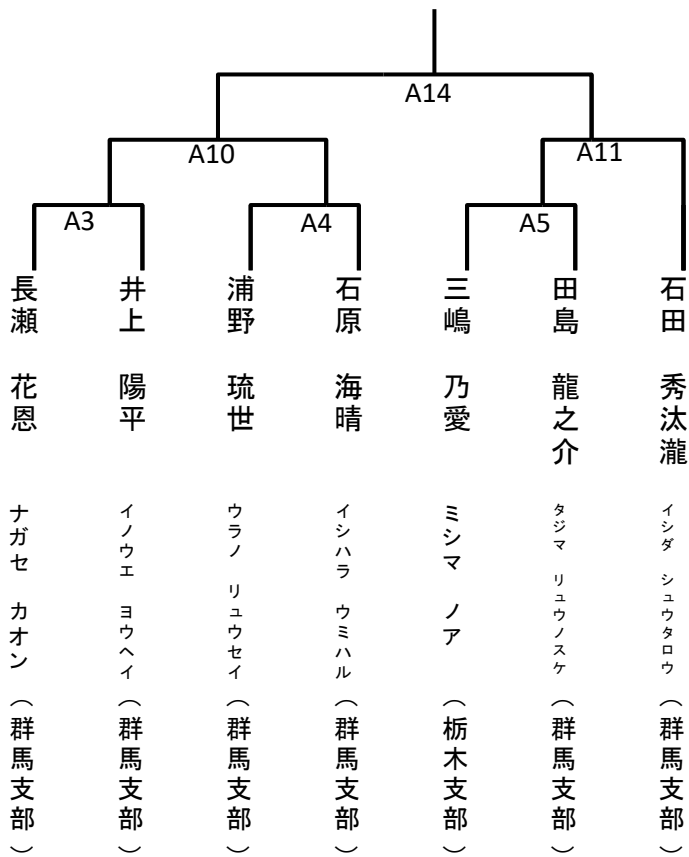 A14
A10
A11
A3
A4
A5
長瀬 花恩 ナガセ カオン (群馬支部)
井上 陽平 イノウエ ヨウヘイ (群馬支部)
浦野 琉世 ウラノ リュウセイ (群馬支部)
石原 海晴 イシハラ ウミハル (群馬支部)
三嶋 乃愛 ミシマ ノア (栃木支部)
田島 龍之介 タジマ リュウノスケ (群馬支部)
石田 秀汰瀧 イシダ シュウタロウ (群馬支部)